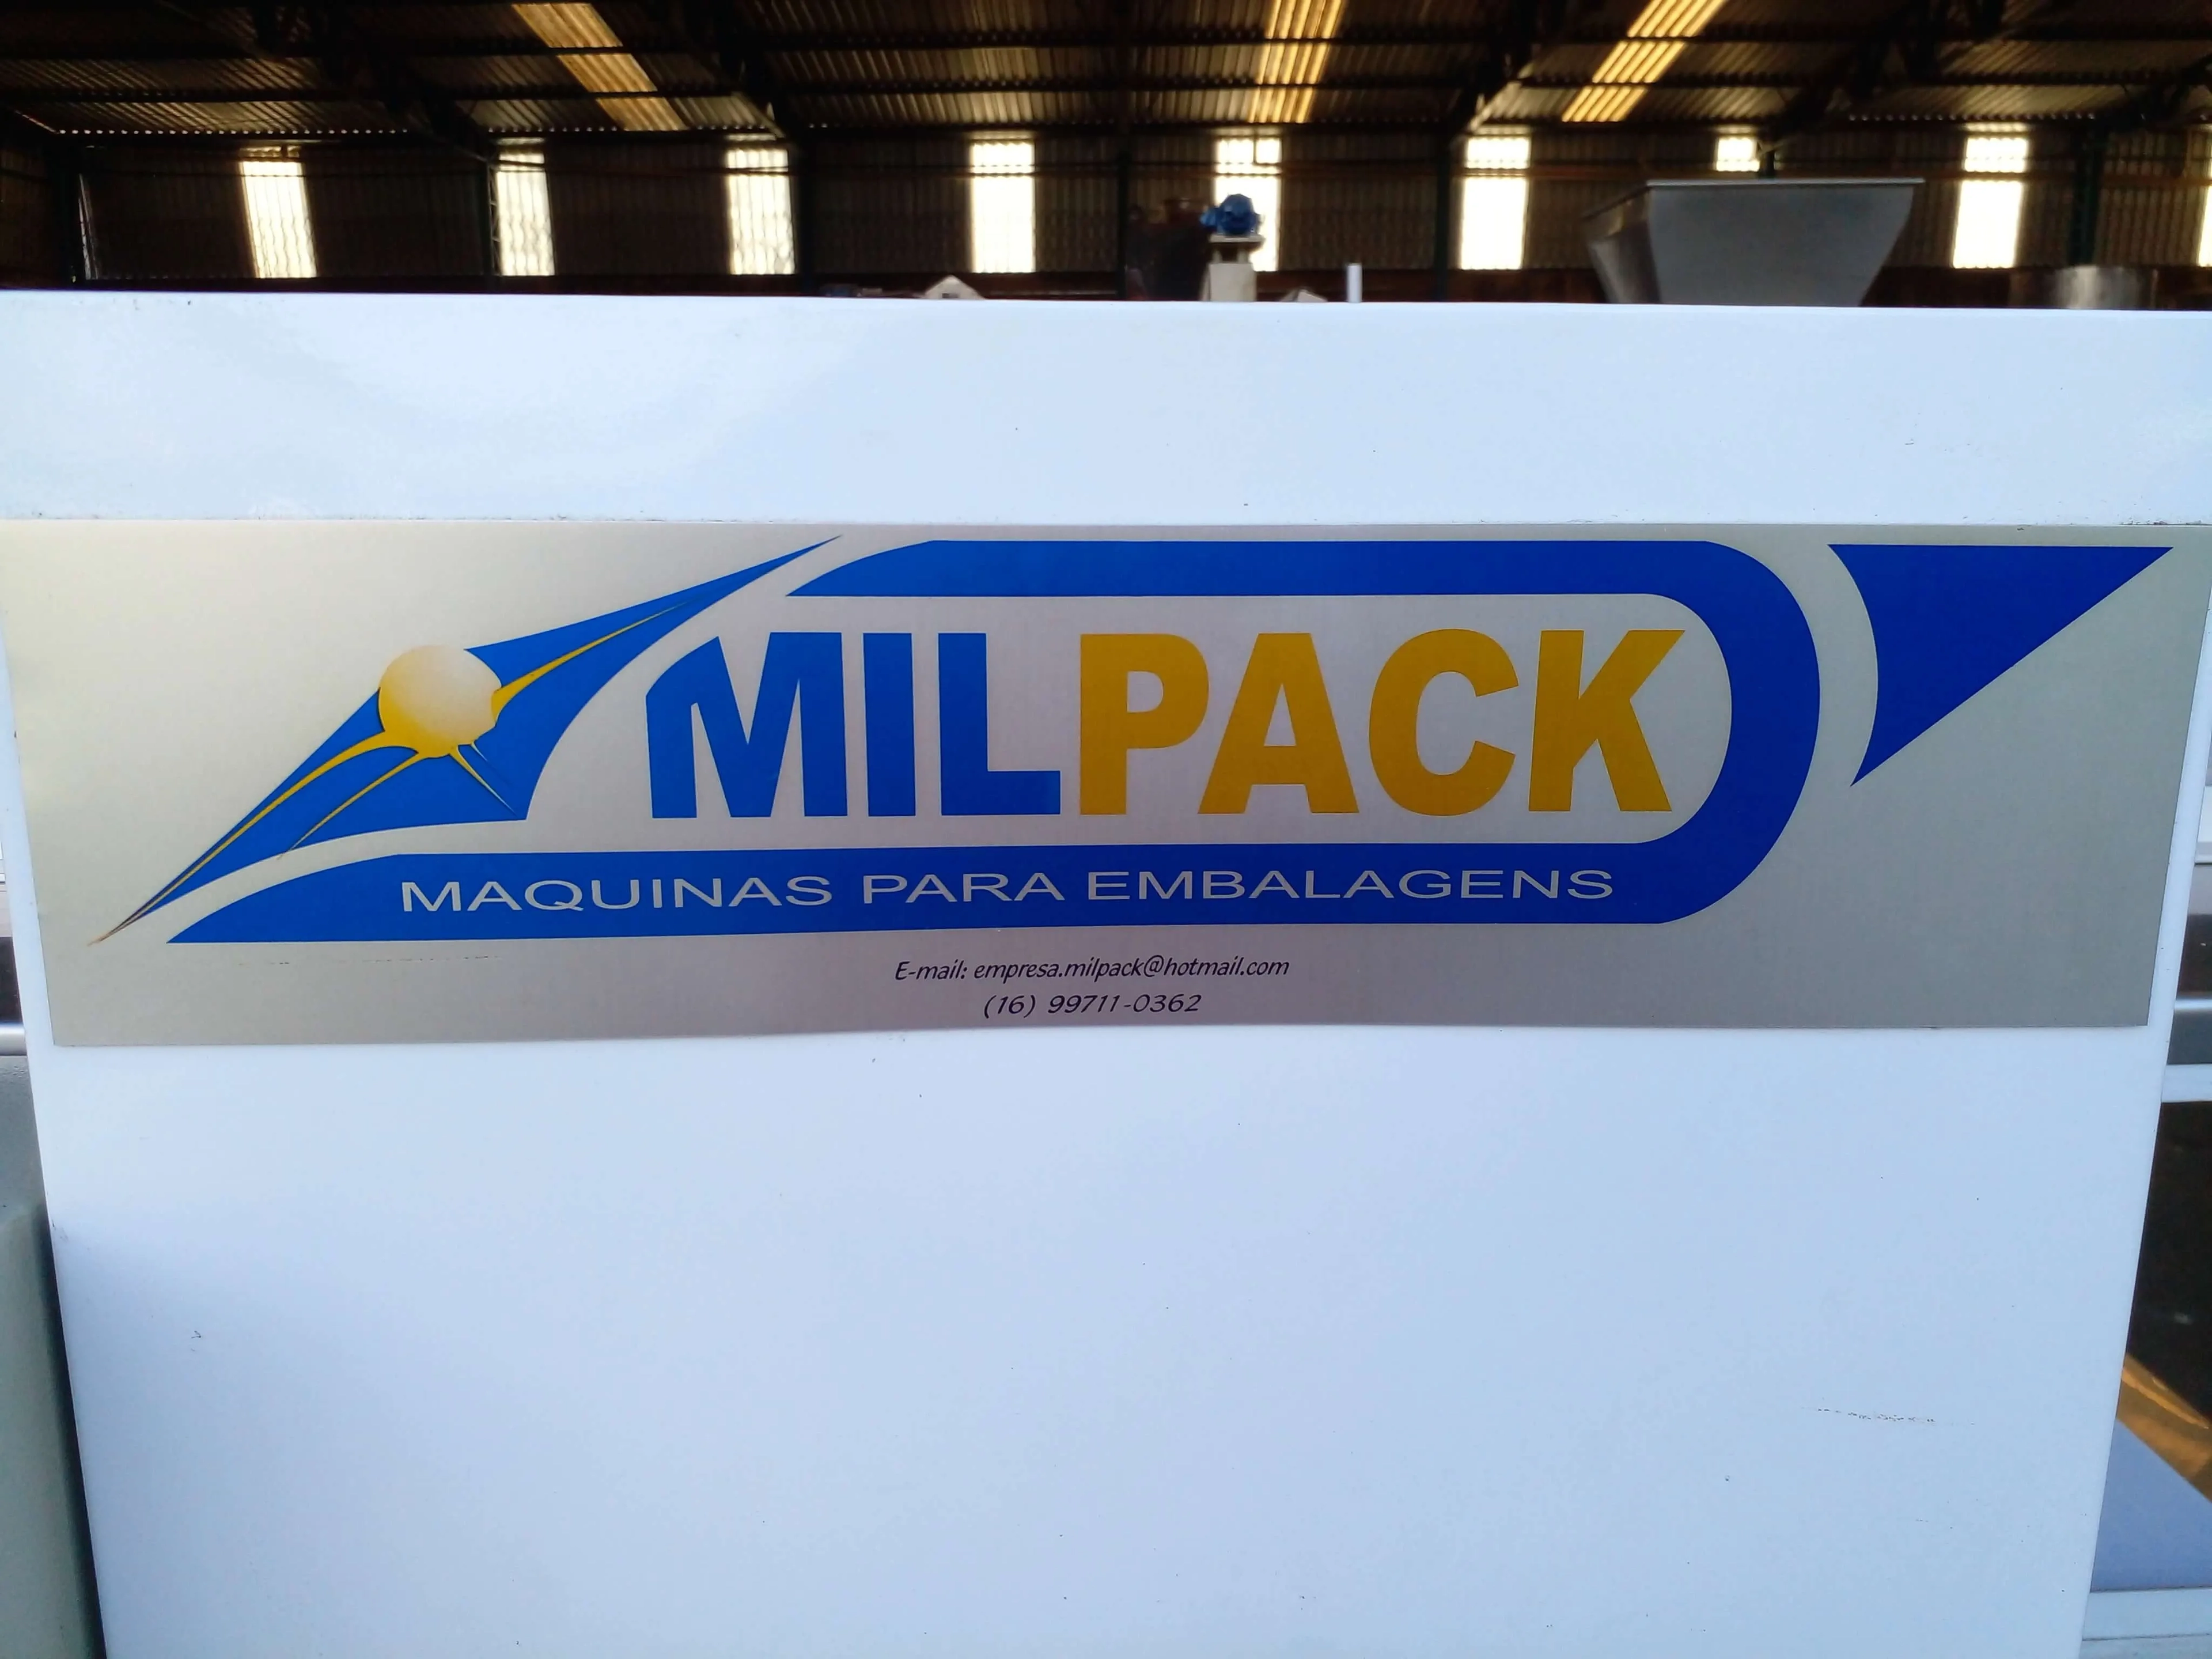 MILPACK
MAQUINAS PARA EMBALAGENS
E-mail: empresa.milpack@hotmail.com
(16) 99711-0362